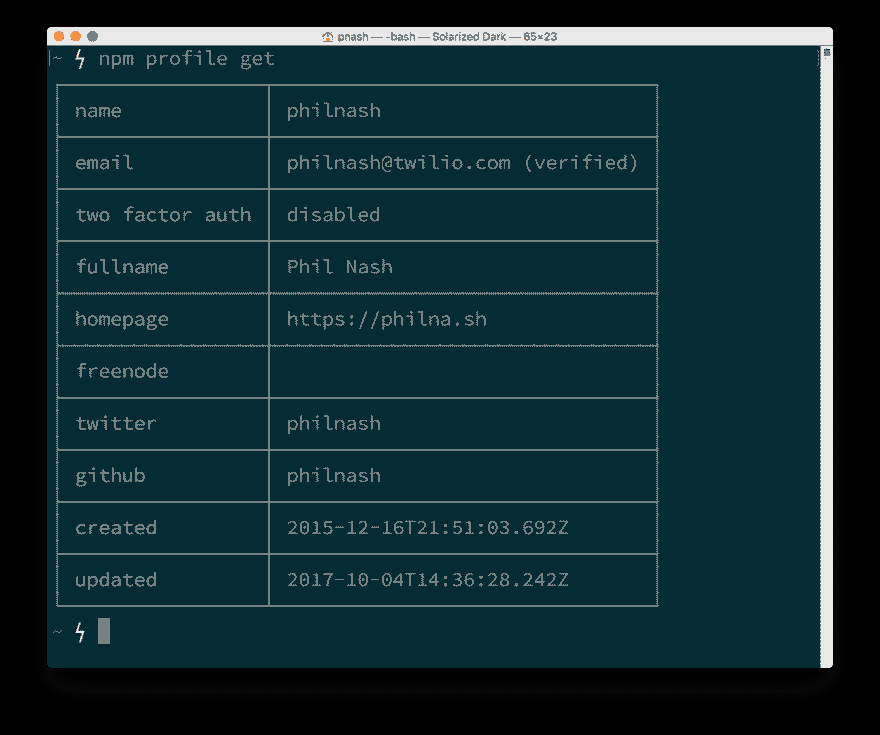 pnash — -bash — Solarized Dark — 65×23
~ ϟ npm profile get
name philnash
email philnash@twilio.com (verified)
two factor auth disabled
fullname Phil Nash
homepage https://philna.sh
freenode
twitter philnash
github philnash
created 2015-12-16T21:51:03.692Z
updated 2017-10-04T14:36:28.242Z
~ ϟ